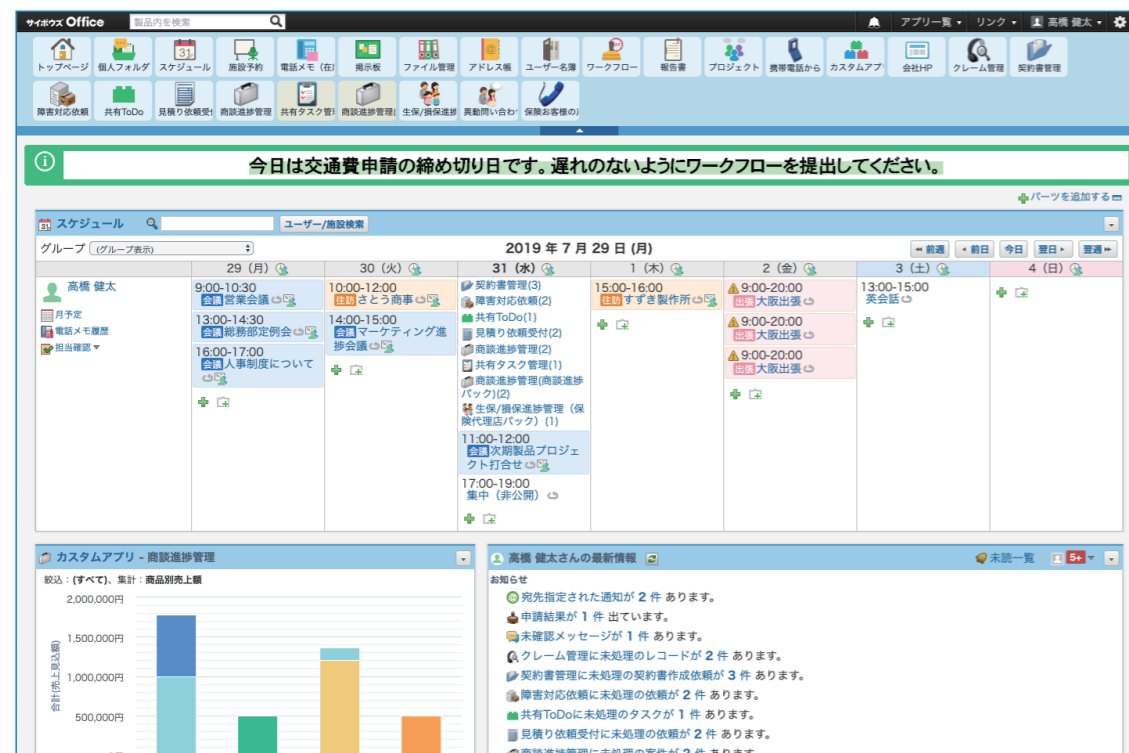 サイボウズ Office 製品内を検索 アプリ一覧 リンク 高橋 健太
トップページ 個人フォルダ スケジュール 施設予約 電話メモ(在席 掲示板 ファイル管理 アドレス帳 ユーザー名簿 ワークフロー 報告書 プロジェクト 携帯電話から カスタムアプ 会社HP クレーム管理 契約書管理
障害対応依頼 共有ToDo 見積り依頼受付 商談進捗管理 共有タスク管理 商談進捗管理( 生保/損保進捗 異動問い合わ 保険お客様の
今日は交通費申請の締め切り日です。遅れのないようにワークフローを提出してください。
パーツを追加する
スケジュール ユーザー/施設検索
グループ (グループ表示) 2019 年 7 月 29 日 (月) 前週 前日 今日 翌日 翌週
29 (月) 30 (火) 31 (水) 1 (木) 2 (金) 3 (土) 4 (日)
高橋 健太
月予定
電話メモ履歴
担当確認
9:00-10:30
会議 営業会議
13:00-14:30
会議 総務部定例会
16:00-17:00
会議 人事制度について
10:00-12:00
往訪 さとう商事
14:00-15:00
会議 マーケティング進
捗会議
契約書管理(3)
障害対応依頼(2)
共有ToDo(1)
見積り依頼受付(2)
商談進捗管理(2)
共有タスク管理(1)
商談進捗管理(商談進捗
パック)(2)
生保/損保進捗管理(保
険代理店パック)(1)
11:00-12:00
会議 次期製品プロジェ
クト打合せ
17:00-19:00
集中(非公開)
15:00-16:00
往訪 すずき製作所
9:00-20:00
出張 大阪出張
9:00-20:00
出張 大阪出張
9:00-20:00
出張 大阪出張
13:00-15:00
英会話
カスタムアプリ - 商談進捗管理
絞込:(すべて)、集計:商品別売上額
2,000,000円
1,500,000円
1,000,000円
500,000円
合計(売上見込額)
高橋 健太さんの最新情報 未読一覧 5+
お知らせ
宛先指定された通知が 2 件 あります。
申請結果が 1 件 出ています。
未確認メッセージが 1 件 あります。
クレーム管理に未処理のレコードが 2 件 あります。
契約書管理に未処理の契約書作成依頼が 3 件 あります。
障害対応依頼に未処理の依頼が 2 件 あります。
共有ToDoに未処理のタスクが 1 件 あります。
見積り依頼受付に未処理の依頼が 2 件 あります。
商談進捗管理に未処理の案件が 2 件 あります。